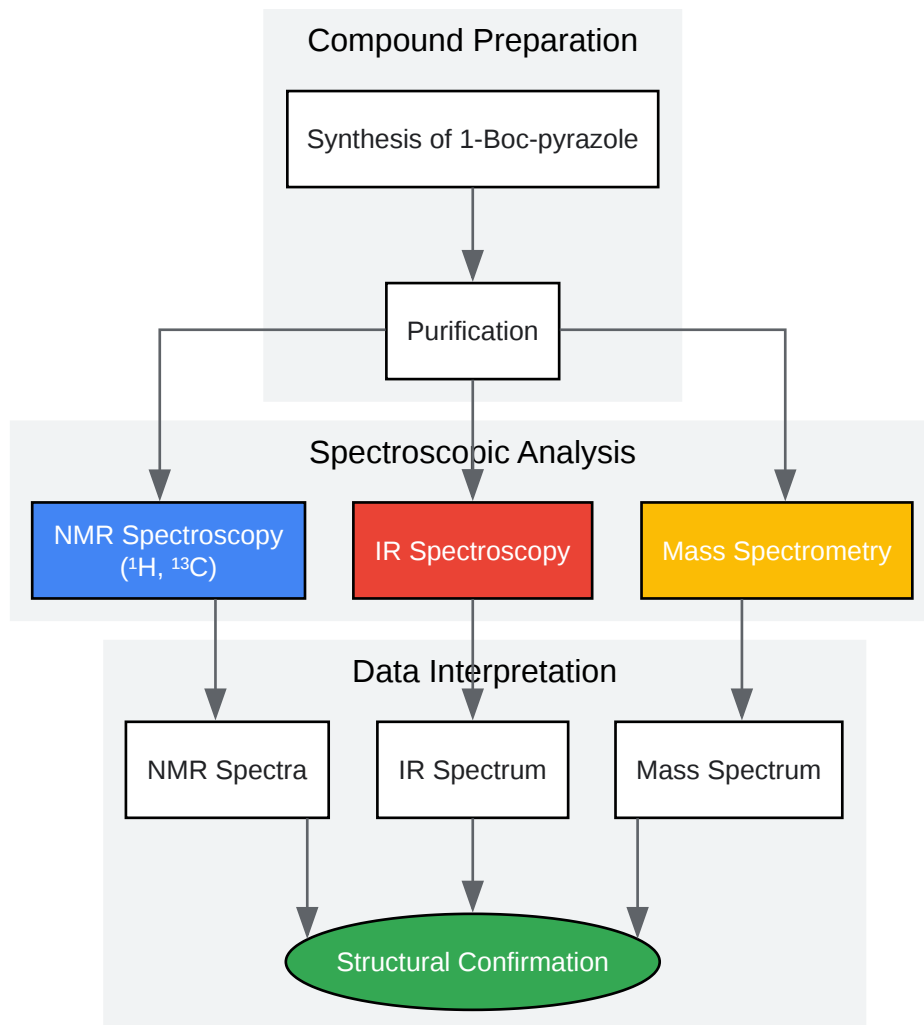 Compound Preparation
Synthesis of 1-Boc-pyrazole
Purification
Spectroscopic Analysis
NMR Spectroscopy
(¹H, ¹³C)
IR Spectroscopy
Mass Spectrometry
Data Interpretation
NMR Spectra
IR Spectrum
Mass Spectrum
Structural Confirmation